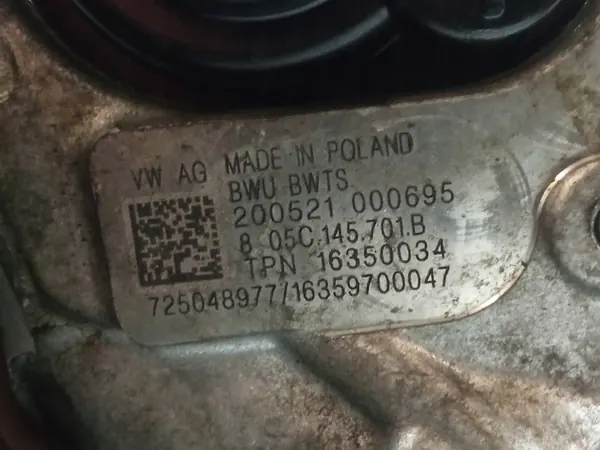 VW AG MADE IN POLAND
BWU BWTS
200521 000695
8 05C.145.701.B
TPN 16350034
725048977/16359700047